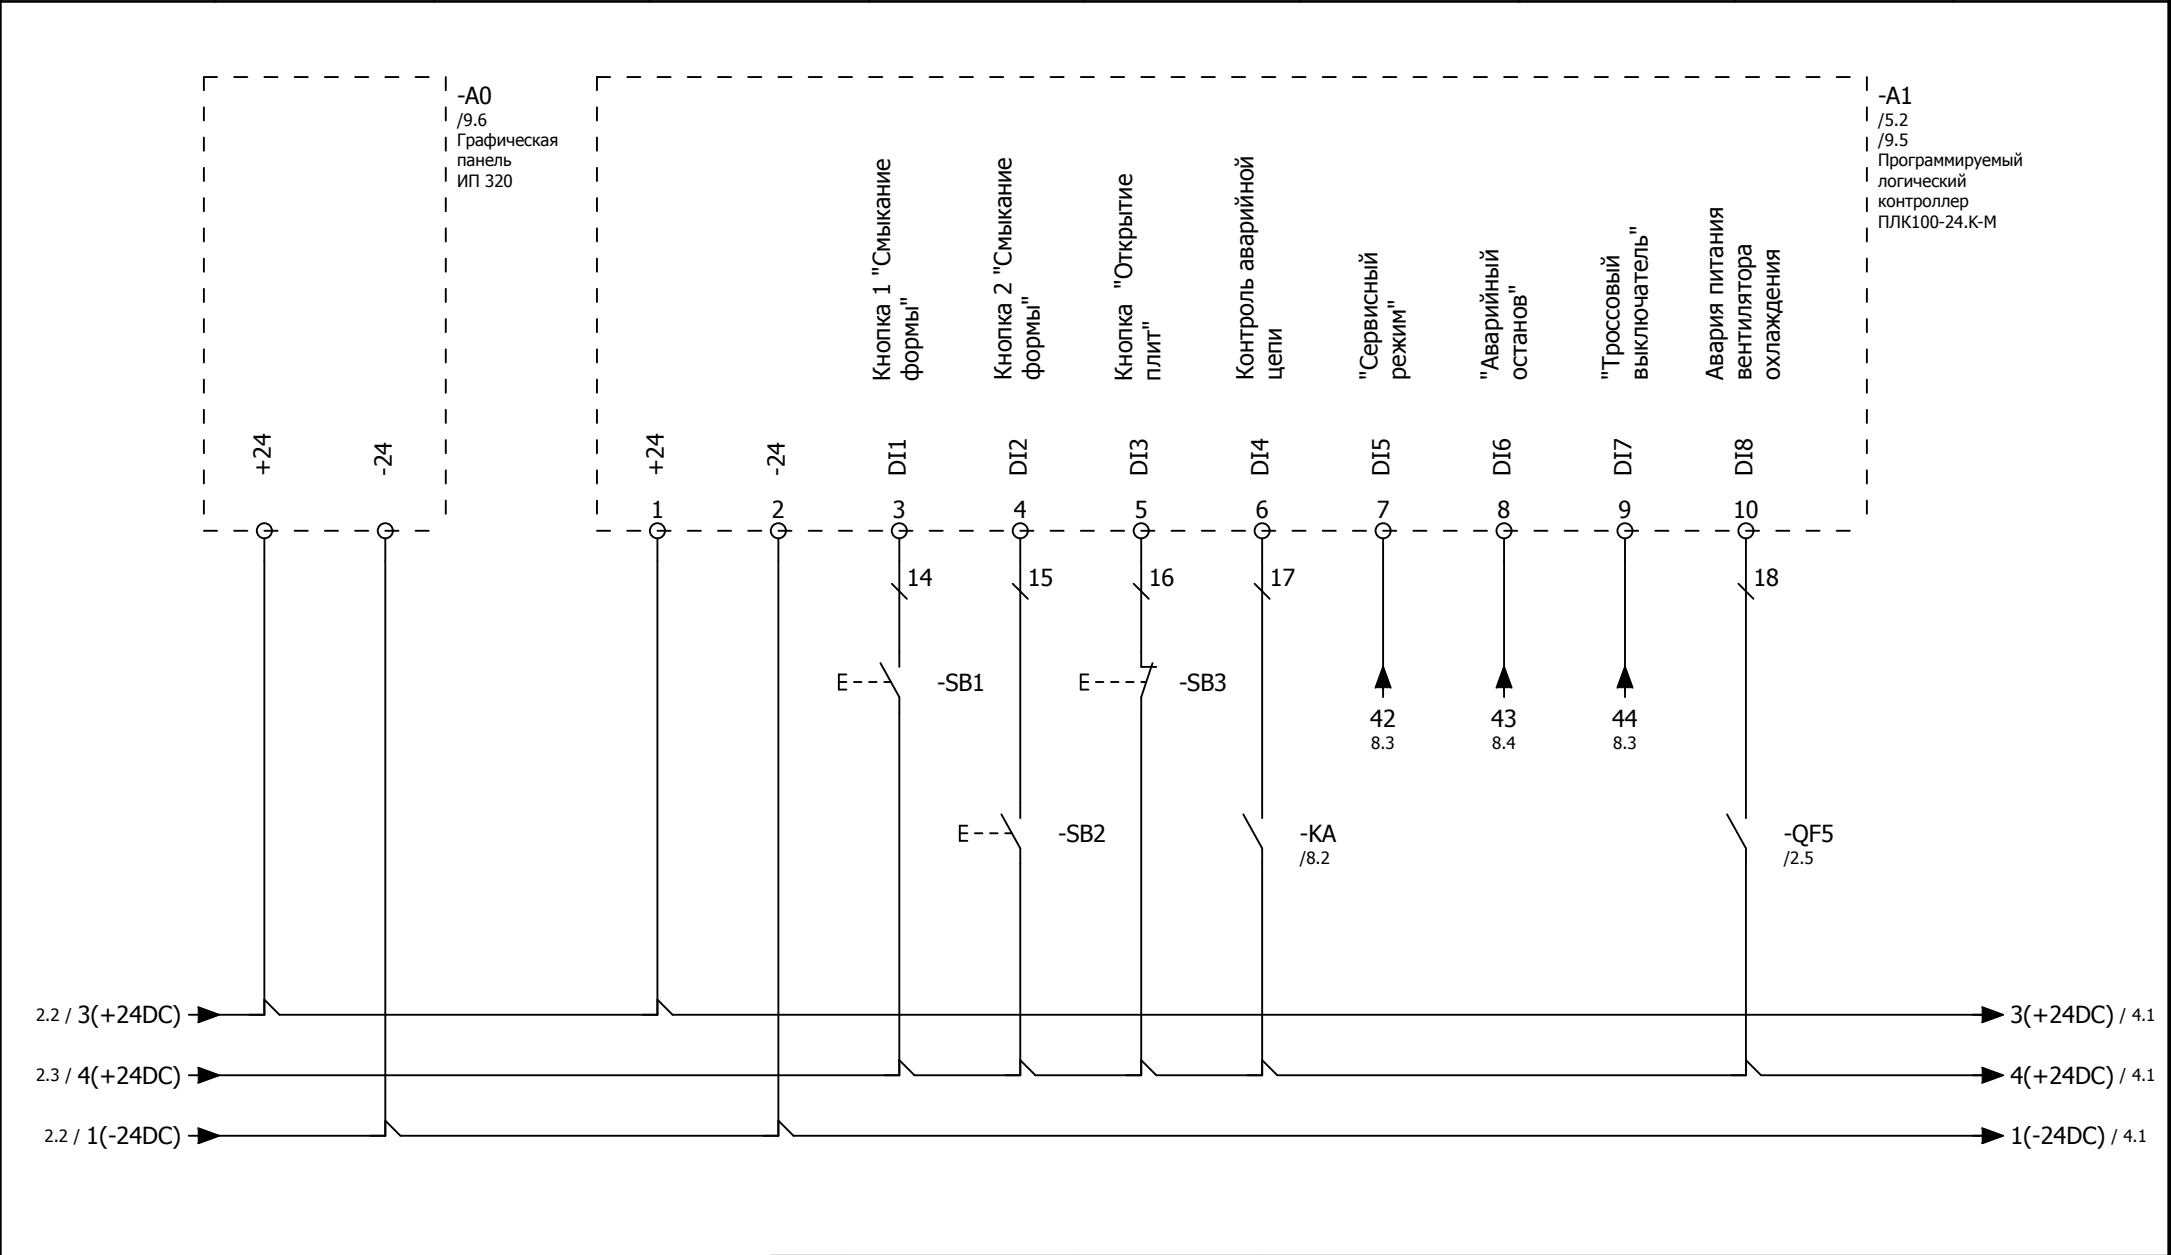 -A0
/9.6
Графическая
панель
ИП 320
+24
-24
-A1
/5.2
/9.5
Программируемый
логический
контроллер
ПЛК100-24.К-М
Кнопка 1 "Смыкание
формы"
Кнопка 2 "Смыкание
формы"
Кнопка "Открытие
плит"
Контроль аварийной
цепи
"Сервисный
режим"
"Аварийный
останов"
"Троссовый
выключатель"
Авария питания
вентилятора
охлаждения
+24
-24
DI1
DI2
DI3
DI4
DI5
DI6
DI7
DI8
1
2
3
4
5
6
7
8
9
10
14
15
16
17
18
E
-SB1
E
-SB3
42
8.3
43
8.4
44
8.3
E
-SB2
-KA
/8.2
-QF5
/2.5
2.2 / 3(+24DC)
3(+24DC) / 4.1
2.3 / 4(+24DC)
4(+24DC) / 4.1
2.2 / 1(-24DC)
1(-24DC) / 4.1